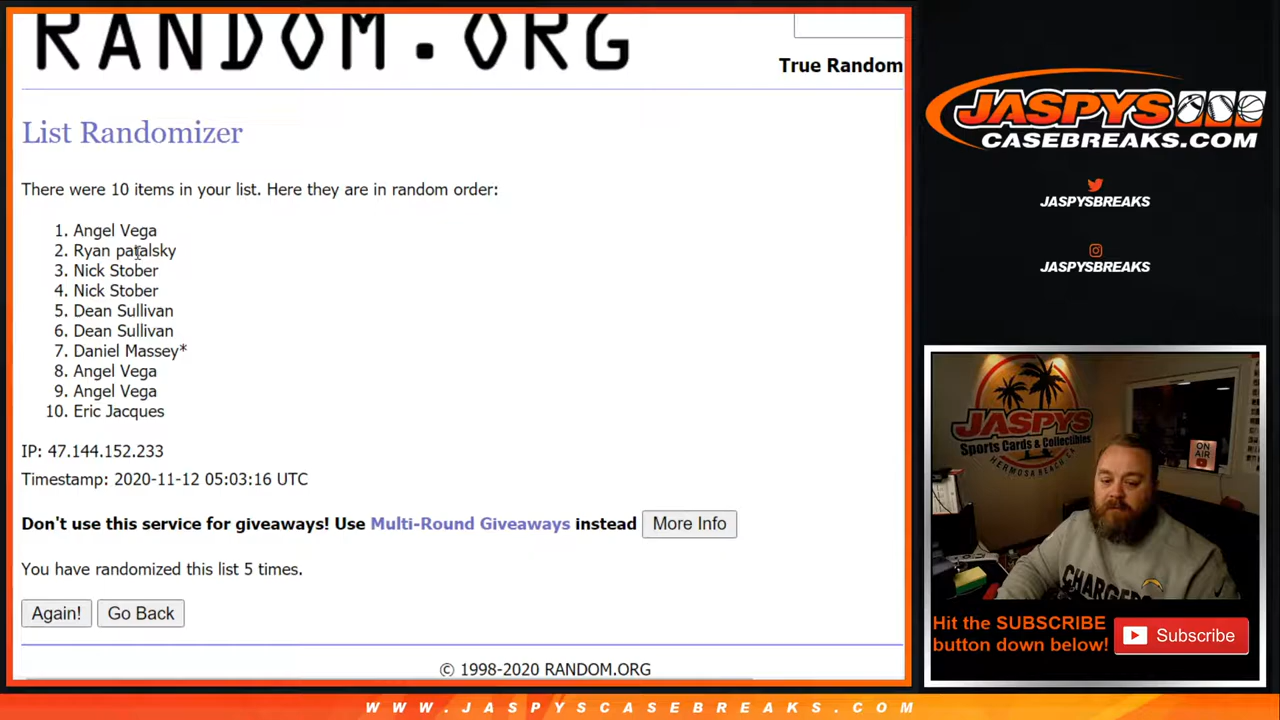 RANDOM.ORG
True Random
List Randomizer
There were 10 items in your list. Here they are in random order:
1. Angel Vega
2. Ryan patalsky
3. Nick Stober
4. Nick Stober
5. Dean Sullivan
6. Dean Sullivan
7. Daniel Massey*
8. Angel Vega
9. Angel Vega
10. Eric Jacques
IP: 47.144.152.233
Timestamp: 2020-11-12 05:03:16 UTC
Don't use this service for giveaways! Use Multi-Round Giveaways instead More Info
You have randomized this list 5 times.
Again! Go Back
© 1998-2020 RANDOM.ORG
JASPYS
CASEBREAKS.COM
JASPYSBREAKS
JASPYSBREAKS
JASPYS
Sports Cards & Collectibles
HERMOSA BEACH, CA
ON
AIR
CHARGERS
Hit the SUBSCRIBE
button down below!
Subscribe
WWW.JASPYSCASEBREAKS.COM